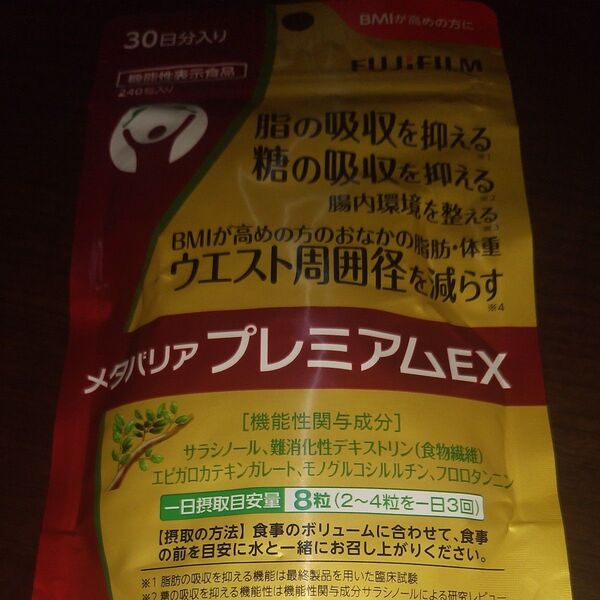 30日分入り
BMIが高めの方に
FUJIFILM
機能性表示食品
240粒入り
脂の吸収を抑える
※1
糖の吸収を抑える
※2
腸内環境を整える
※3
BMIが高めの方のおなかの脂肪・体重
ウエスト周囲径を減らす
※4
メタバリア プレミアムEX
[機能性関与成分]
サラシノール、難消化性デキストリン(食物繊維)
エピガロカテキンガレート、モノグルコシルルチン、フロロタンニン
一日摂取目安量 8粒(2~4粒を一日3回)
【摂取の方法】食事のボリュームに合わせて、食事
の前を目安に水と一緒にお召し上がりください。
※1 脂肪の吸収を抑える機能は最終製品を用いた臨床試験
※2 糖の吸収を抑える機能性は機能性関与成分サラシノールによる研究レビュー